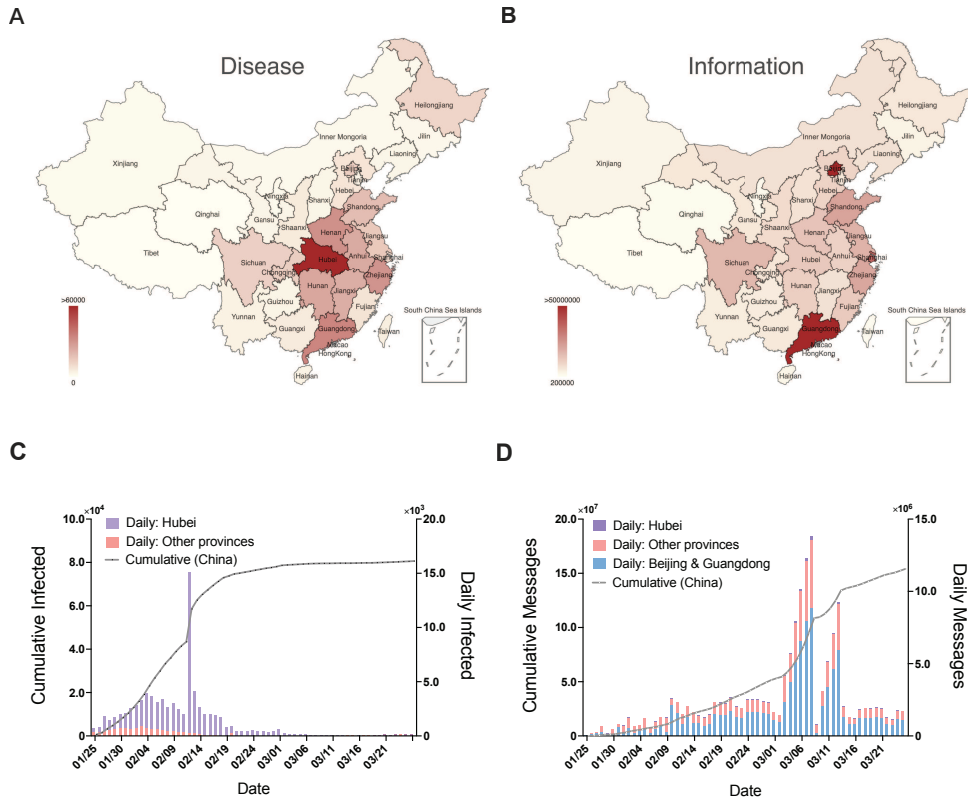 A
Disease
Heilongjiang
Jilin
Inner Mongoria
Liaoning
Xinjiang
Beijing
Tianjin
Hebei
Ningxia
Shanxi
Shandong
Qinghai
Gansu
Shaanxi
Henan
Jiangsu
Tibet
Sichuan
Hubei
Anhui
Shanghai
Chongqing
Zhejiang
Hunan
Jiangxi
Guizhou
Fujian
Yunnan
Guangxi
Guangdong
Taiwan
Macao
HongKong
Hainan
South China Sea Islands
>60000
0
B
Information
Heilongjiang
Jilin
Inner Mongoria
Liaoning
Xinjiang
Beijing
Tianjin
Hebei
Ningxia
Shanxi
Shandong
Qinghai
Gansu
Shaanxi
Henan
Jiangsu
Tibet
Sichuan
Hubei
Anhui
Shanghai
Chongqing
Zhejiang
Hunan
Jiangxi
Guizhou
Fujian
Yunnan
Guangxi
Guangdong
Taiwan
Macao
HongKong
Hainan
South China Sea Islands
>6000000
200000
C
×10⁴
×10³
10.0
8.0
6.0
4.0
2.0
0
Cumulative Infected
Daily: Hubei
Daily: Other provinces
Cumulative (China)
20.0
15.0
10.0
5.0
0
Daily Infected
01/25
01/30
02/04
02/09
02/14
02/19
02/24
03/01
03/06
03/11
03/16
03/21
Date
D
×10⁷
×10⁶
20.0
15.0
10.0
5.0
0
Cumulative Messages
Daily: Hubei
Daily: Other provinces
Daily: Beijing & Guangdong
Cumulative (China)
15.0
10.0
5.0
0
Daily Messages
01/25
01/30
02/04
02/09
02/14
02/19
02/24
03/01
03/06
03/11
03/16
03/21
Date